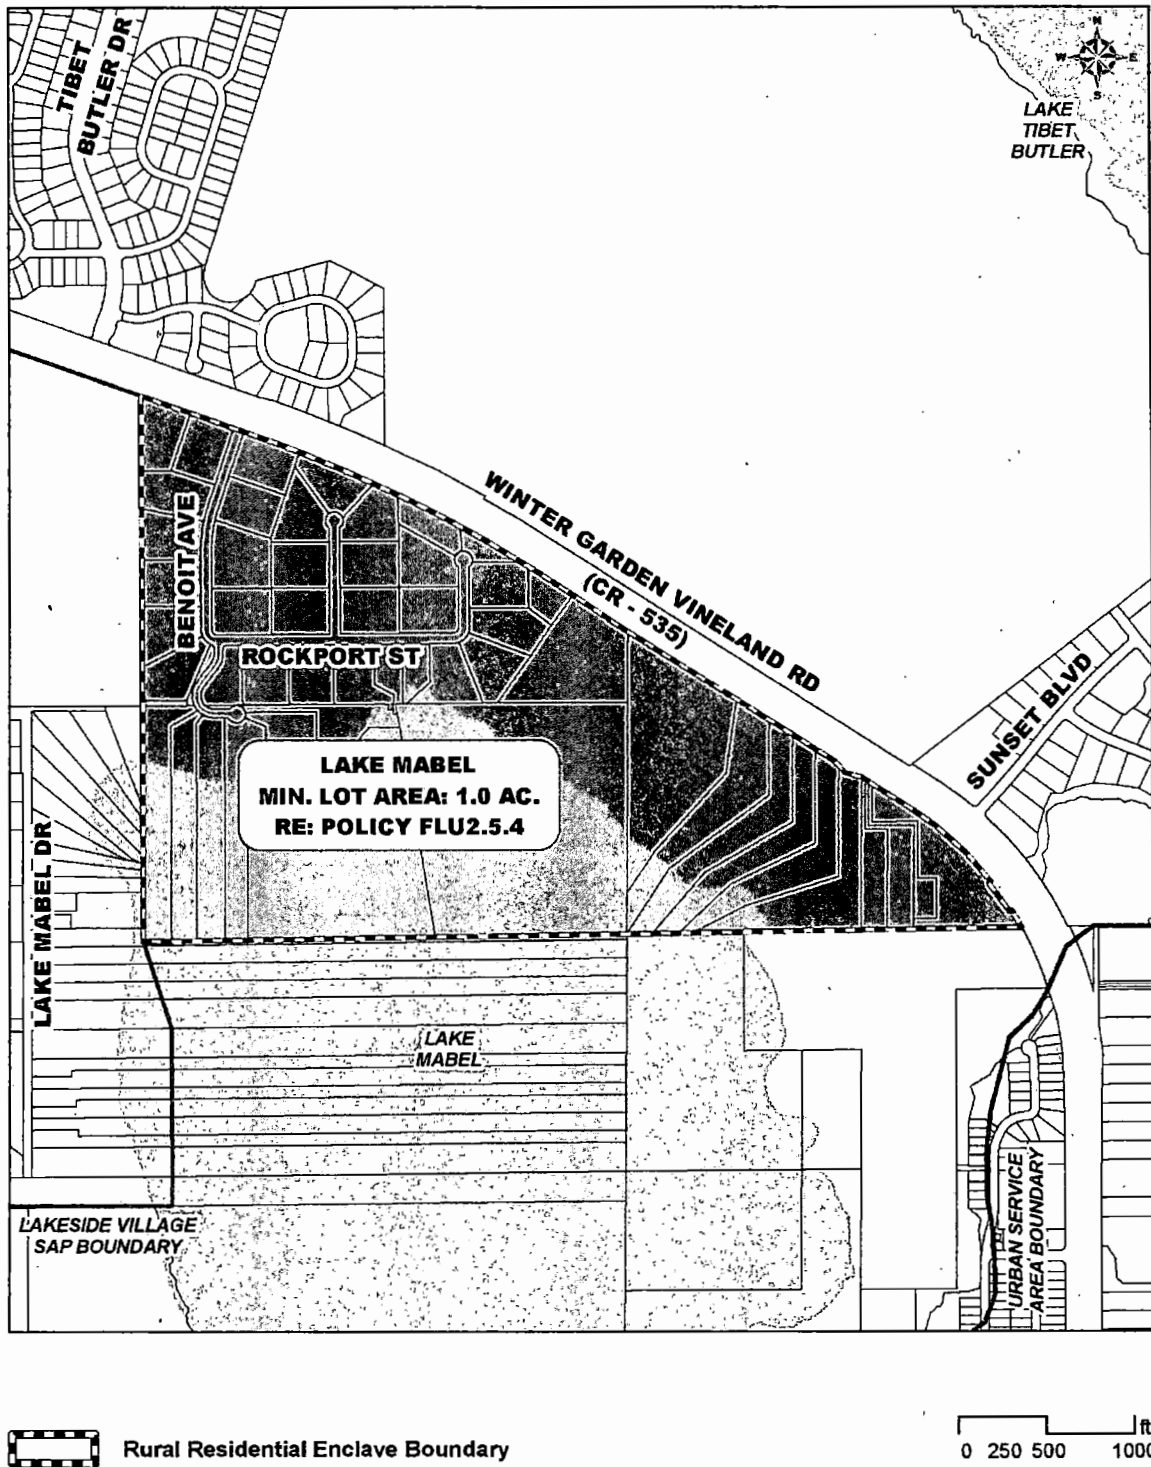 TIBET
BUTLER DR
N
W
E
S
LAKE
TIBET
BUTLER
WINTER GARDEN VINELAND RD
(CR - 535)
BENOIT AVE
ROCKPORT ST
SUNSET BLVD
LAKE MABEL
MIN. LOT AREA: 1.0 AC.
RE: POLICY FLU2.5.4
LAKE MABEL DR
LAKE
MABEL
LAKESIDE VILLAGE
SAP BOUNDARY
URBAN SERVICE
AREA BOUNDARY
Rural Residential Enclave Boundary
ft
0 250 500 1000